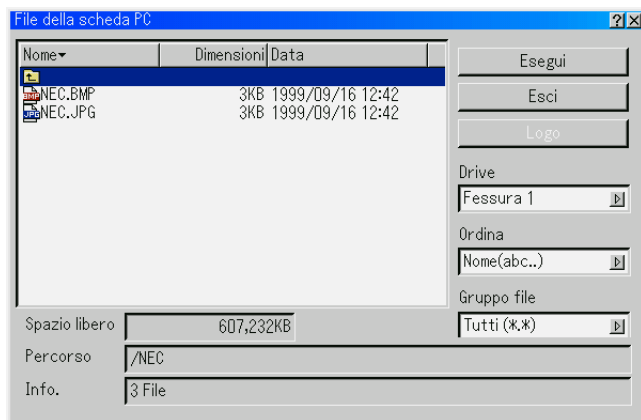 File della scheda PC
Nome Dimensioni Data
NEC.BMP 3KB 1999/09/16 12:42
NEC.JPG 3KB 1999/09/16 12:42
Esegui
Esci
Logo
Drive
Fessura 1
Ordina
Nome(abc..)
Gruppo file
Tutti (*.*)
Spazio libero 607,232KB
Percorso /NEC
Info. 3 File